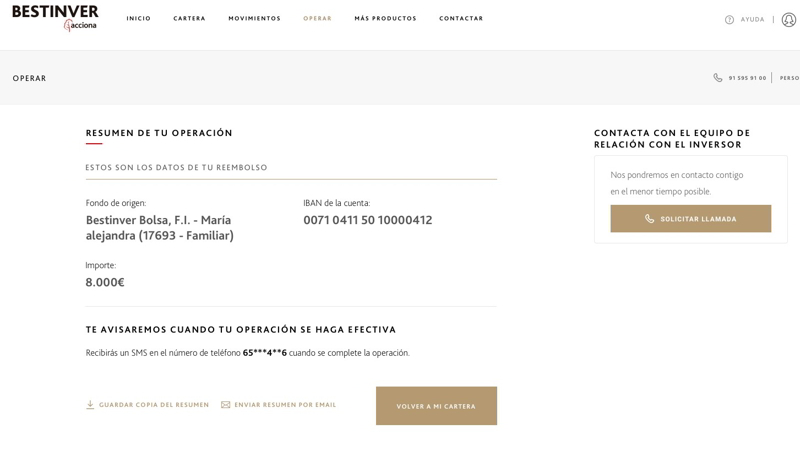 BESTINVER
acciona
INICIO CARTERA MOVIMIENTOS OPERAR MÁS PRODUCTOS CONTACTAR
AYUDA
OPERAR
91 595 91 00 PERSO
RESUMEN DE TU OPERACIÓN
ESTOS SON LOS DATOS DE TU REEMBOLSO
Fondo de origen:
Bestinver Bolsa, F.I. - María
alejandra (17693 - Familiar)
IBAN de la cuenta:
0071 0411 50 10000412
Importe:
8.000€
TE AVISAREMOS CUANDO TU OPERACIÓN SE HAGA EFECTIVA
Recibirás un SMS en el número de teléfono 65***4**6 cuando se complete la operación.
GUARDAR COPIA DEL RESUMEN
ENVIAR RESUMEN POR EMAIL
VOLVER A MI CARTERA
CONTACTA CON EL EQUIPO DE
RELACIÓN CON EL INVERSOR
Nos pondremos en contacto contigo
en el menor tiempo posible.
SOLICITAR LLAMADA